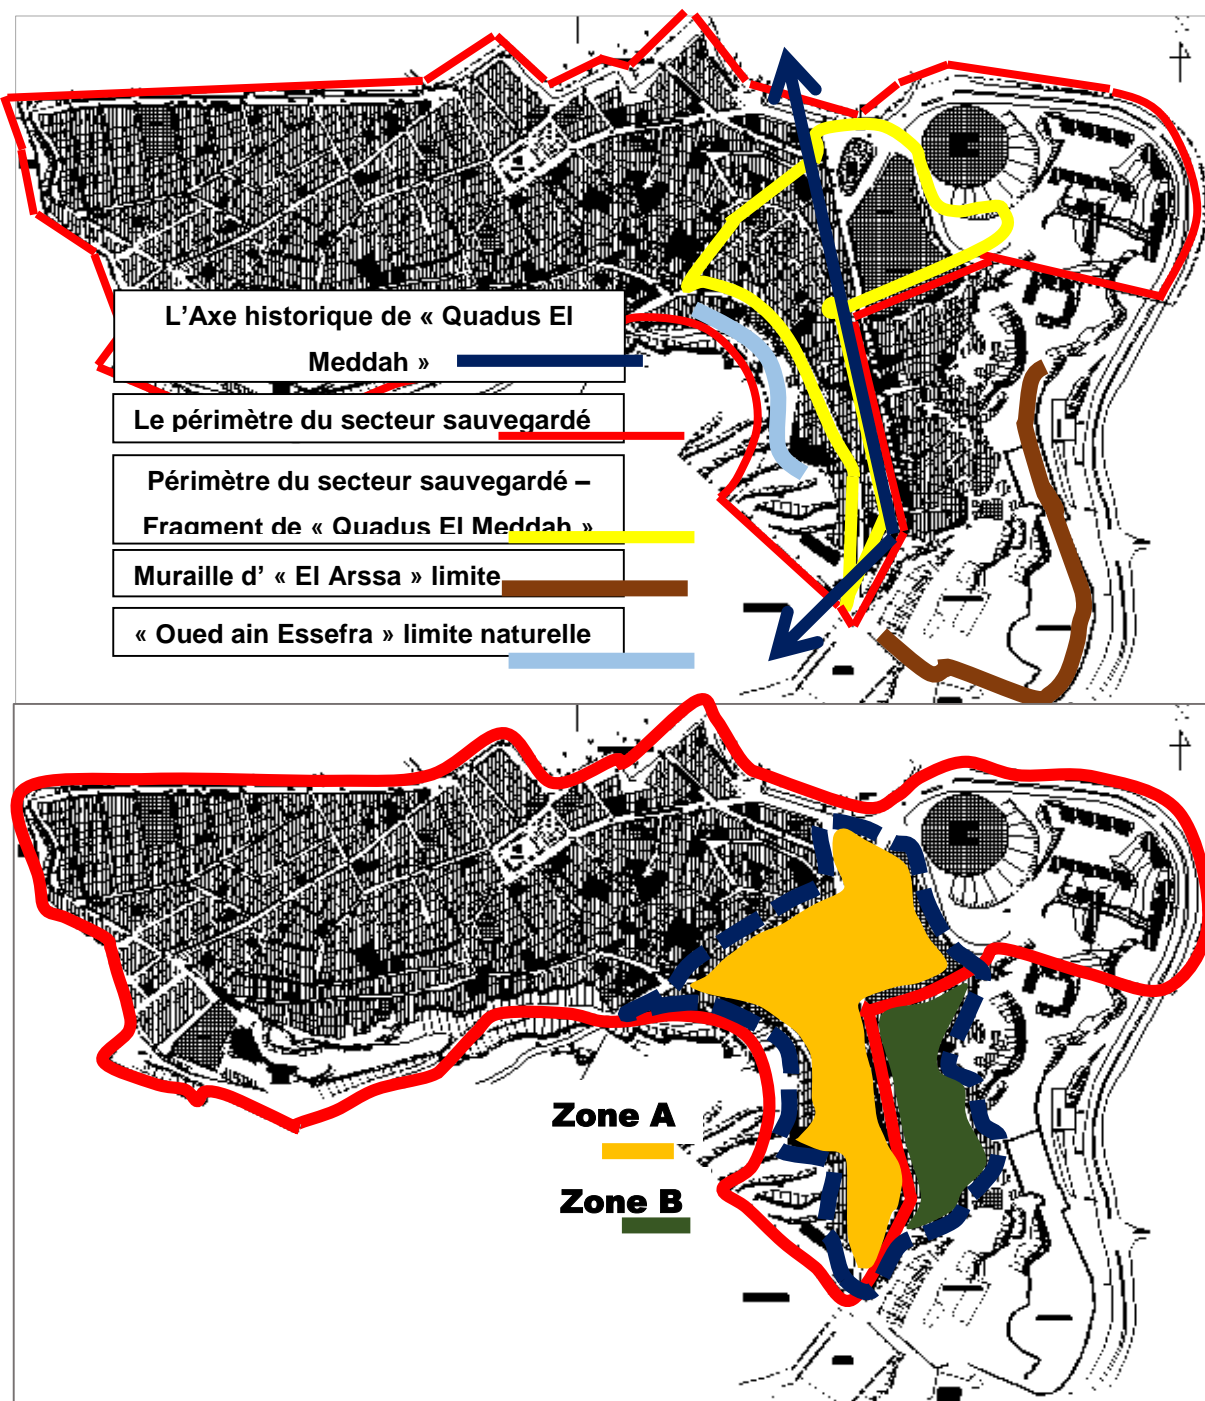 L'Axe historique de « Quadus El
Meddah »
Le périmètre du secteur sauvegardé
Périmètre du secteur sauvegardé –
Fragment de « Quadus El Meddah »
Muraille d' « El Arssa » limite
« Oued ain Essefra » limite naturelle
Zone A
Zone B